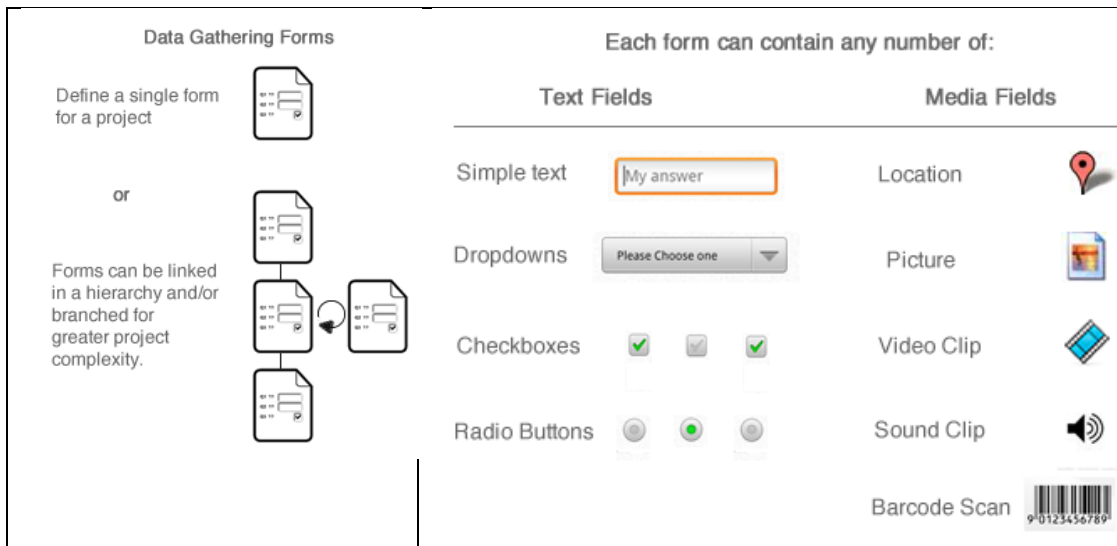 Data Gathering Forms
Define a single form
for a project
or
Forms can be linked
in a hierarchy and/or
branched for
greater project
complexity.
Each form can contain any number of:
Text Fields
Media Fields
Simple text
My answer
Location
Dropdowns
Please Choose one
Picture
Checkboxes
Video Clip
Radio Buttons
Sound Clip
Barcode Scan
9 0123456789